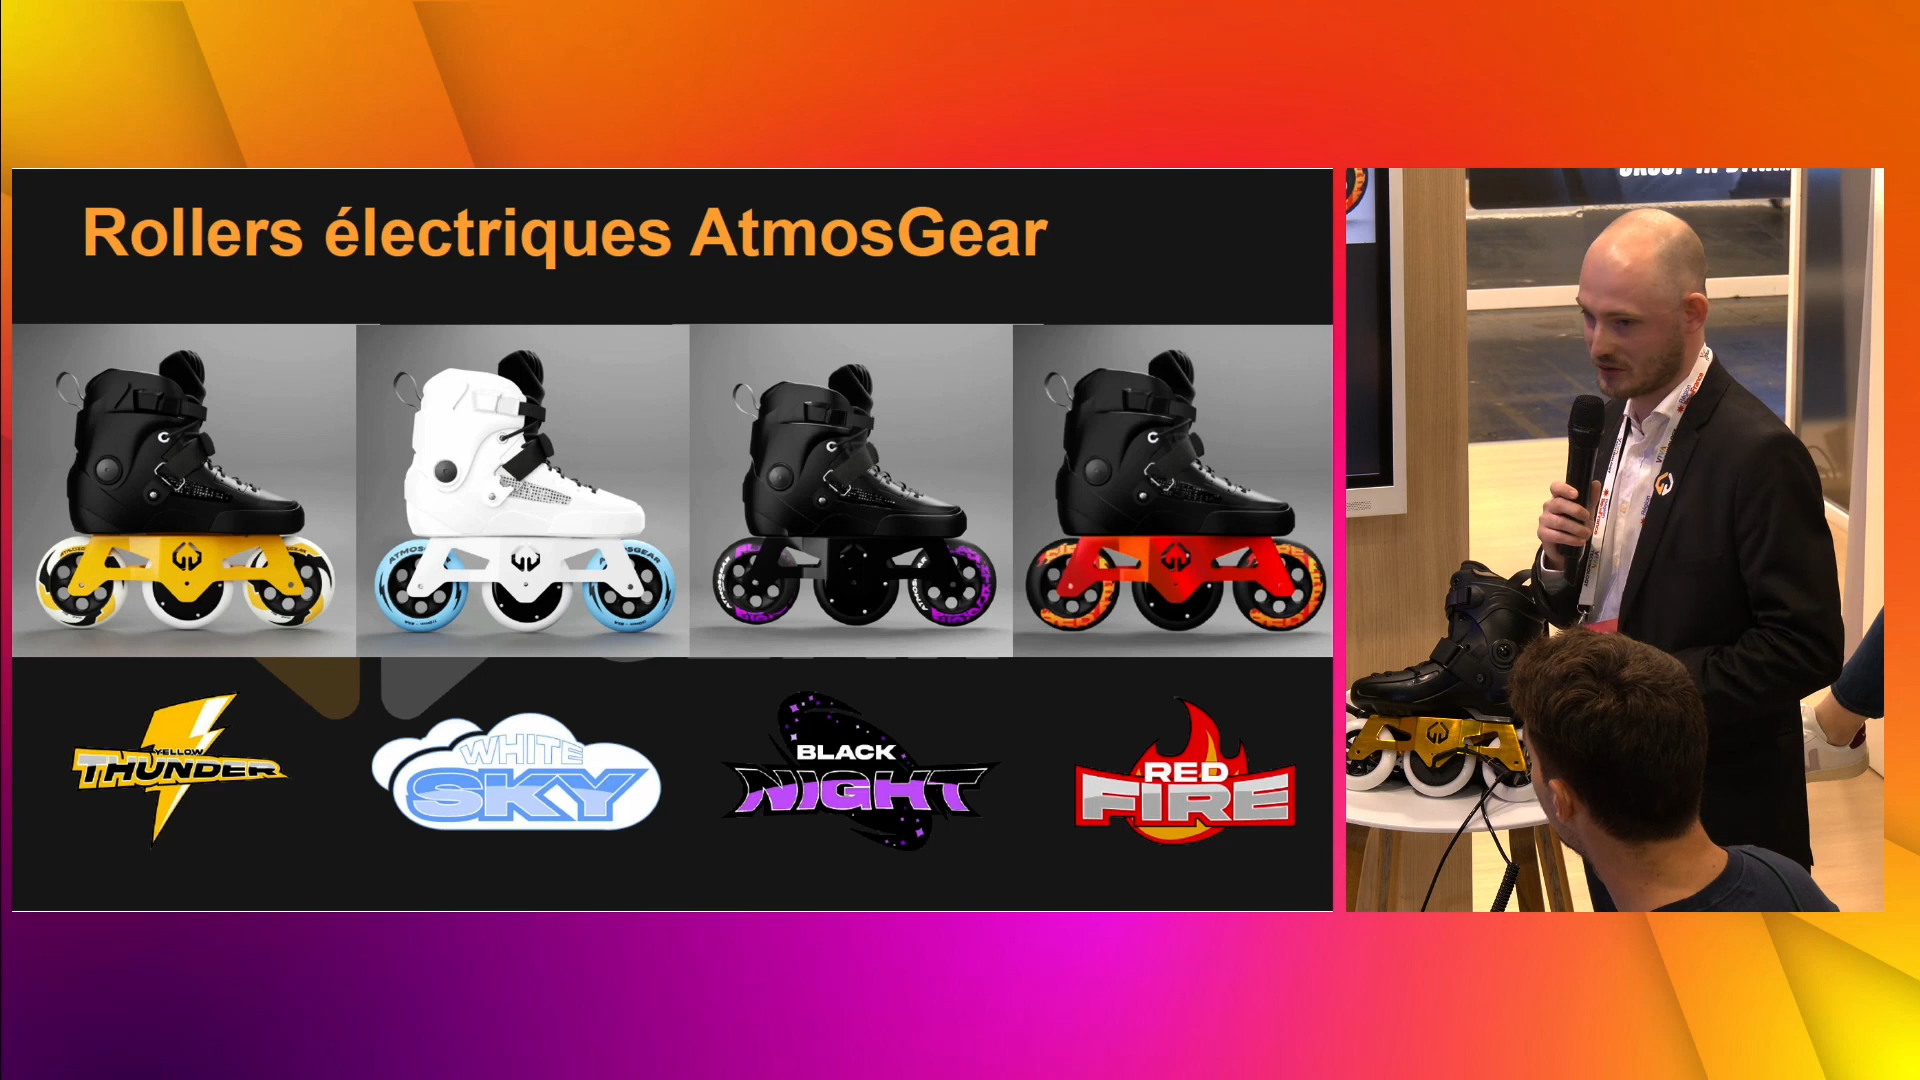 Rollers électriques AtmosGear
YELLOW
THUNDER
WHITE
SKY
BLACK
NIGHT
RED
FIRE